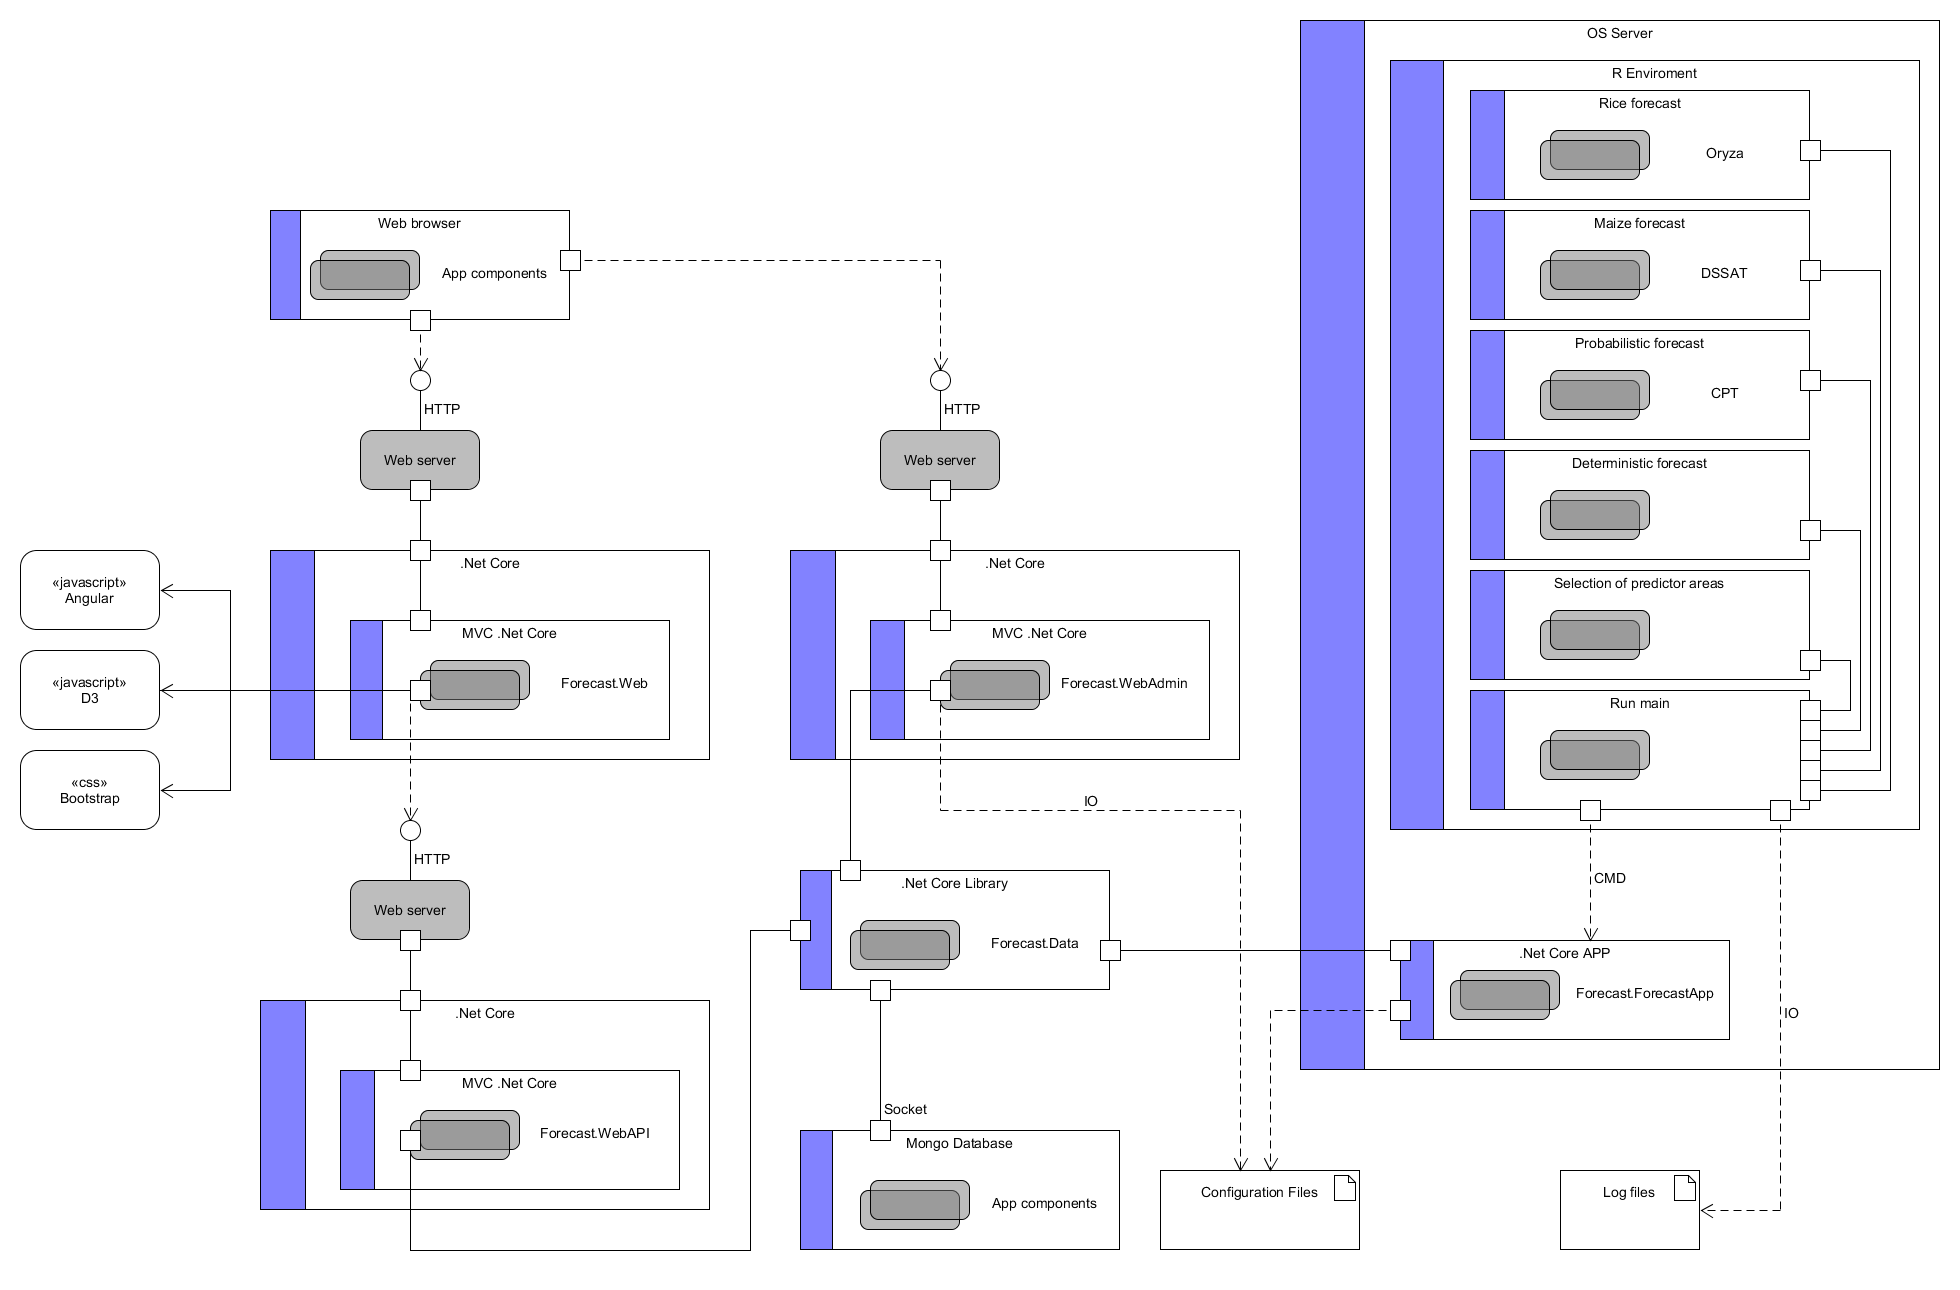 OS Server
R Enviroment
Rice forecast
Oryza
Maize forecast
DSSAT
Probabilistic forecast
CPT
Deterministic forecast
Selection of predictor areas
Run main
Web browser
App components
HTTP
HTTP
Web server
Web server
«javascript»
Angular
«javascript»
D3
«css»
Bootstrap
.Net Core
MVC .Net Core
Forecast.Web
.Net Core
MVC .Net Core
Forecast.WebAdmin
IO
HTTP
Web server
.Net Core Library
Forecast.Data
CMD
.Net Core APP
Forecast.ForecastApp
IO
.Net Core
MVC .Net Core
Forecast.WebAPI
Socket
Mongo Database
App components
Configuration Files
Log files